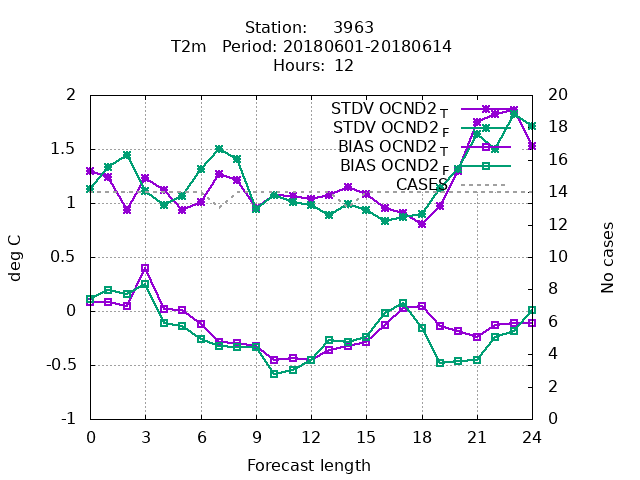 Station: 3963
T2m Period: 20180601-20180614
Hours: 12
STDV OCND2 T
STDV OCND2 F
BIAS OCND2 T
BIAS OCND2 F
CASES
2
1.5
1
0.5
0
-0.5
-1
deg C
20
18
16
14
12
10
8
6
4
2
0
No cases
0 3 6 9 12 15 18 21 24
Forecast length